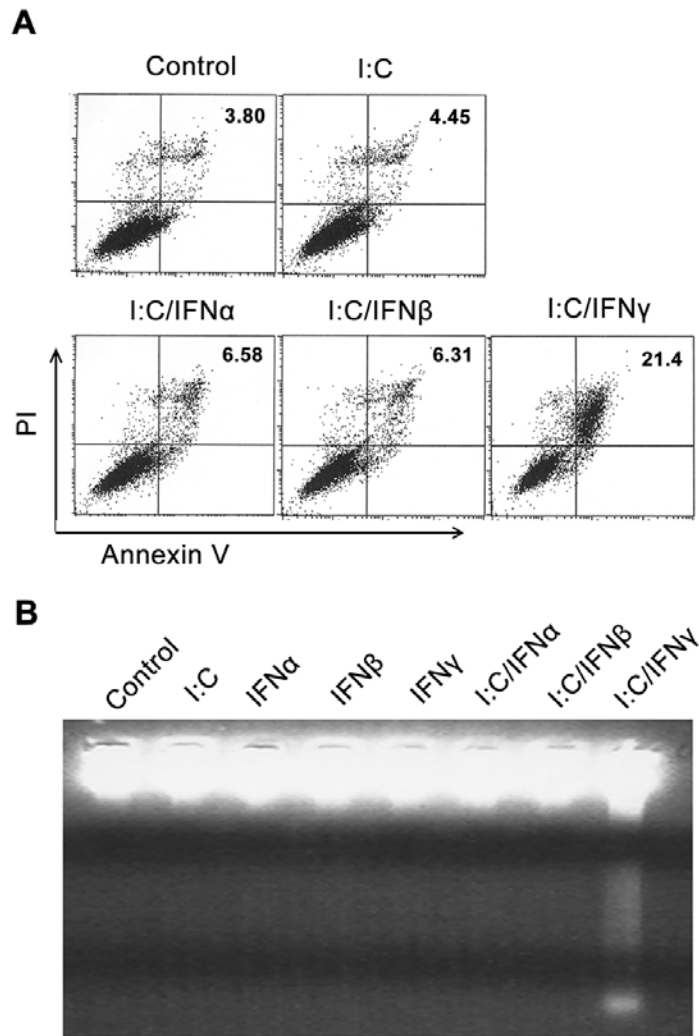 A
Control I:C
3.80 4.45
I:C/IFNα I:C/IFNβ I:C/IFNγ
6.58 6.31 21.4
PI
Annexin V
B
Control I:C IFNα IFNβ IFNγ I:C/IFNα I:C/IFNβ I:C/IFNγ